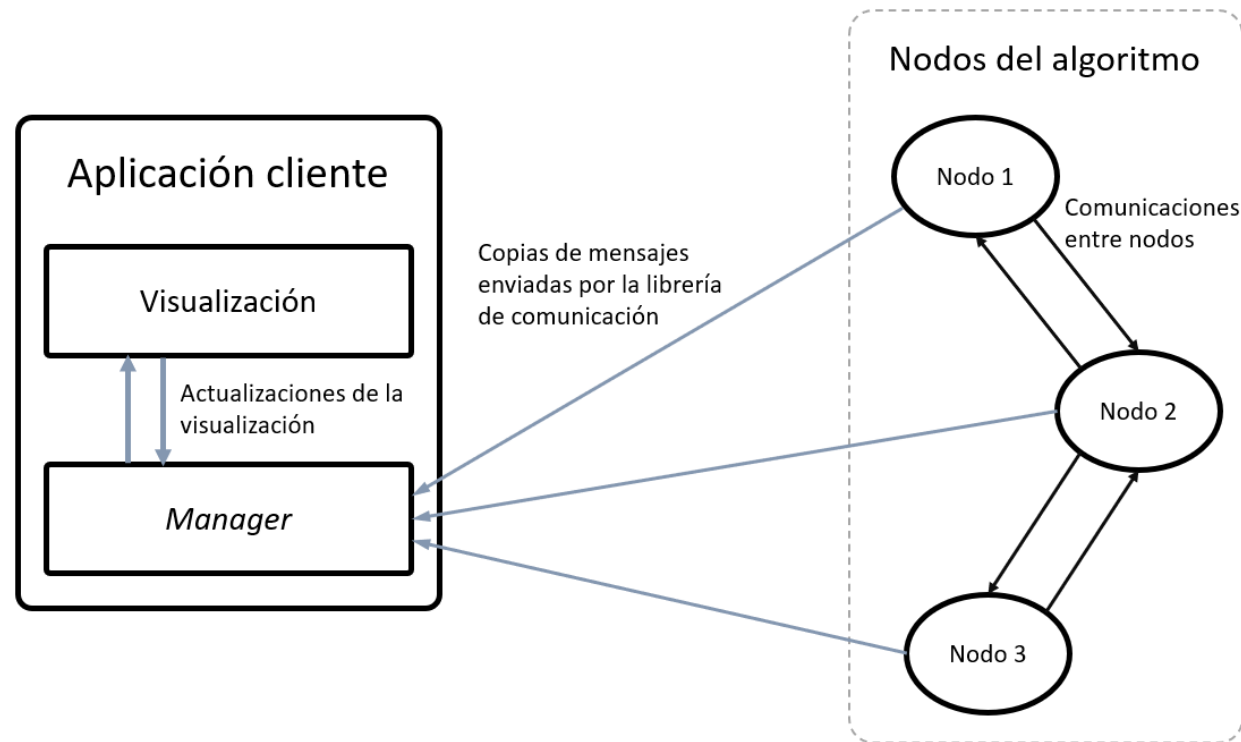 Nodos del algoritmo
Aplicación cliente
Nodo 1
Comunicaciones
entre nodos
Copias de mensajes
enviadas por la librería
de comunicación
Visualización
Actualizaciones de la
visualización
Nodo 2
Manager
Nodo 3